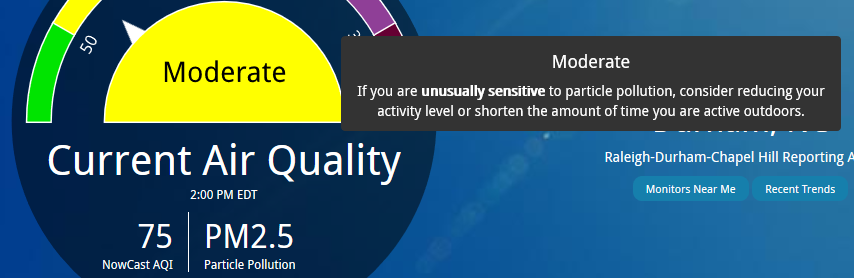 50
Moderate
Moderate
If you are unusually sensitive to particle pollution, consider reducing your
activity level or shorten the amount of time you are active outdoors.
Current Air Quality
2:00 PM EDT
75
NowCast AQI
PM2.5
Particle Pollution
Raleigh-Durham-Chapel Hill Reporting A
Monitors Near Me
Recent Trends